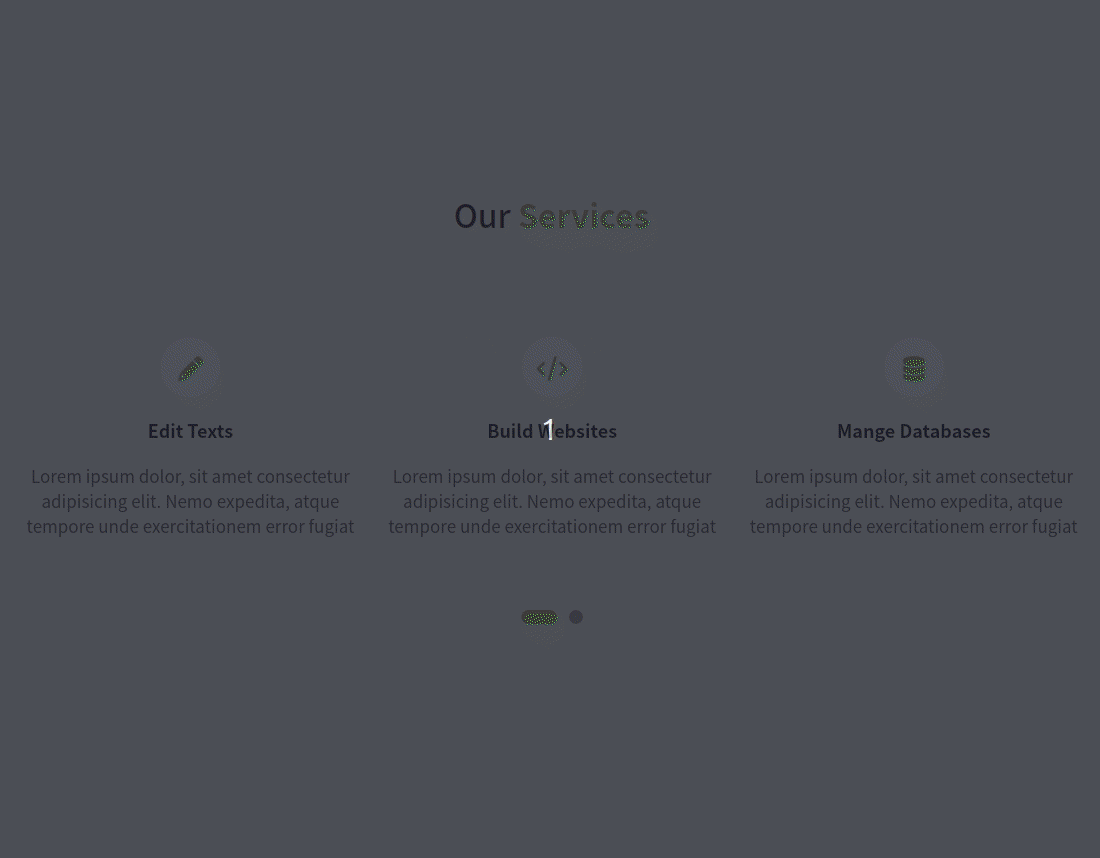 Our Services
Edit Texts
Build Websites
1
Mange Databases
Lorem ipsum dolor, sit amet consectetur
adipisicing elit. Nemo expedita, atque
tempore unde exercitationem error fugiat
Lorem ipsum dolor, sit amet consectetur
adipisicing elit. Nemo expedita, atque
tempore unde exercitationem error fugiat
Lorem ipsum dolor, sit amet consectetur
adipisicing elit. Nemo expedita, atque
tempore unde exercitationem error fugiat